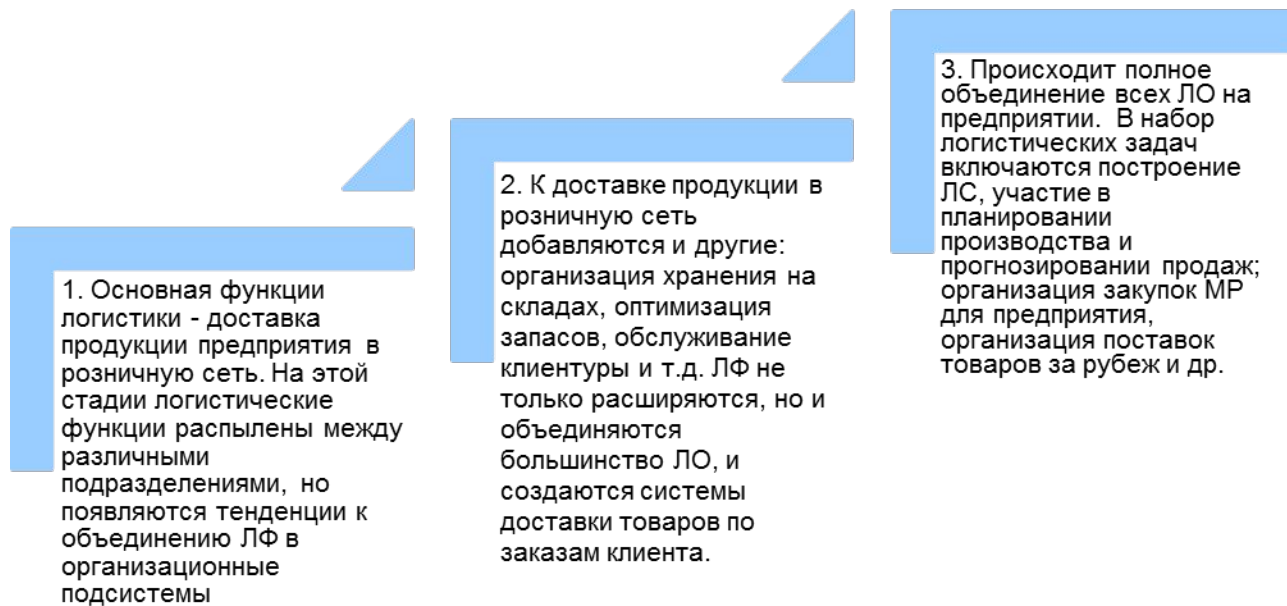 1. Основная функции
логистики - доставка
продукции предприятия в
розничную сеть. На этой
стадии логистические
функции распылены между
различными
подразделениями, но
появляются тенденции к
объединению ЛФ в
организационные
подсистемы
2. К доставке продукции в
розничную сеть
добавляются и другие:
организация хранения на
складах, оптимизация
запасов, обслуживание
клиентуры и т.д. ЛФ не
только расширяются, но и
объединяются
большинство ЛО, и
создаются системы
доставки товаров по
заказам клиента.
3. Происходит полное
объединение всех ЛО на
предприятии. В набор
логистических задач
включаются построение
ЛС, участие в
планировании
производства и
прогнозировании продаж;
организация закупок МР
для предприятия,
организация поставок
товаров за рубеж и др.